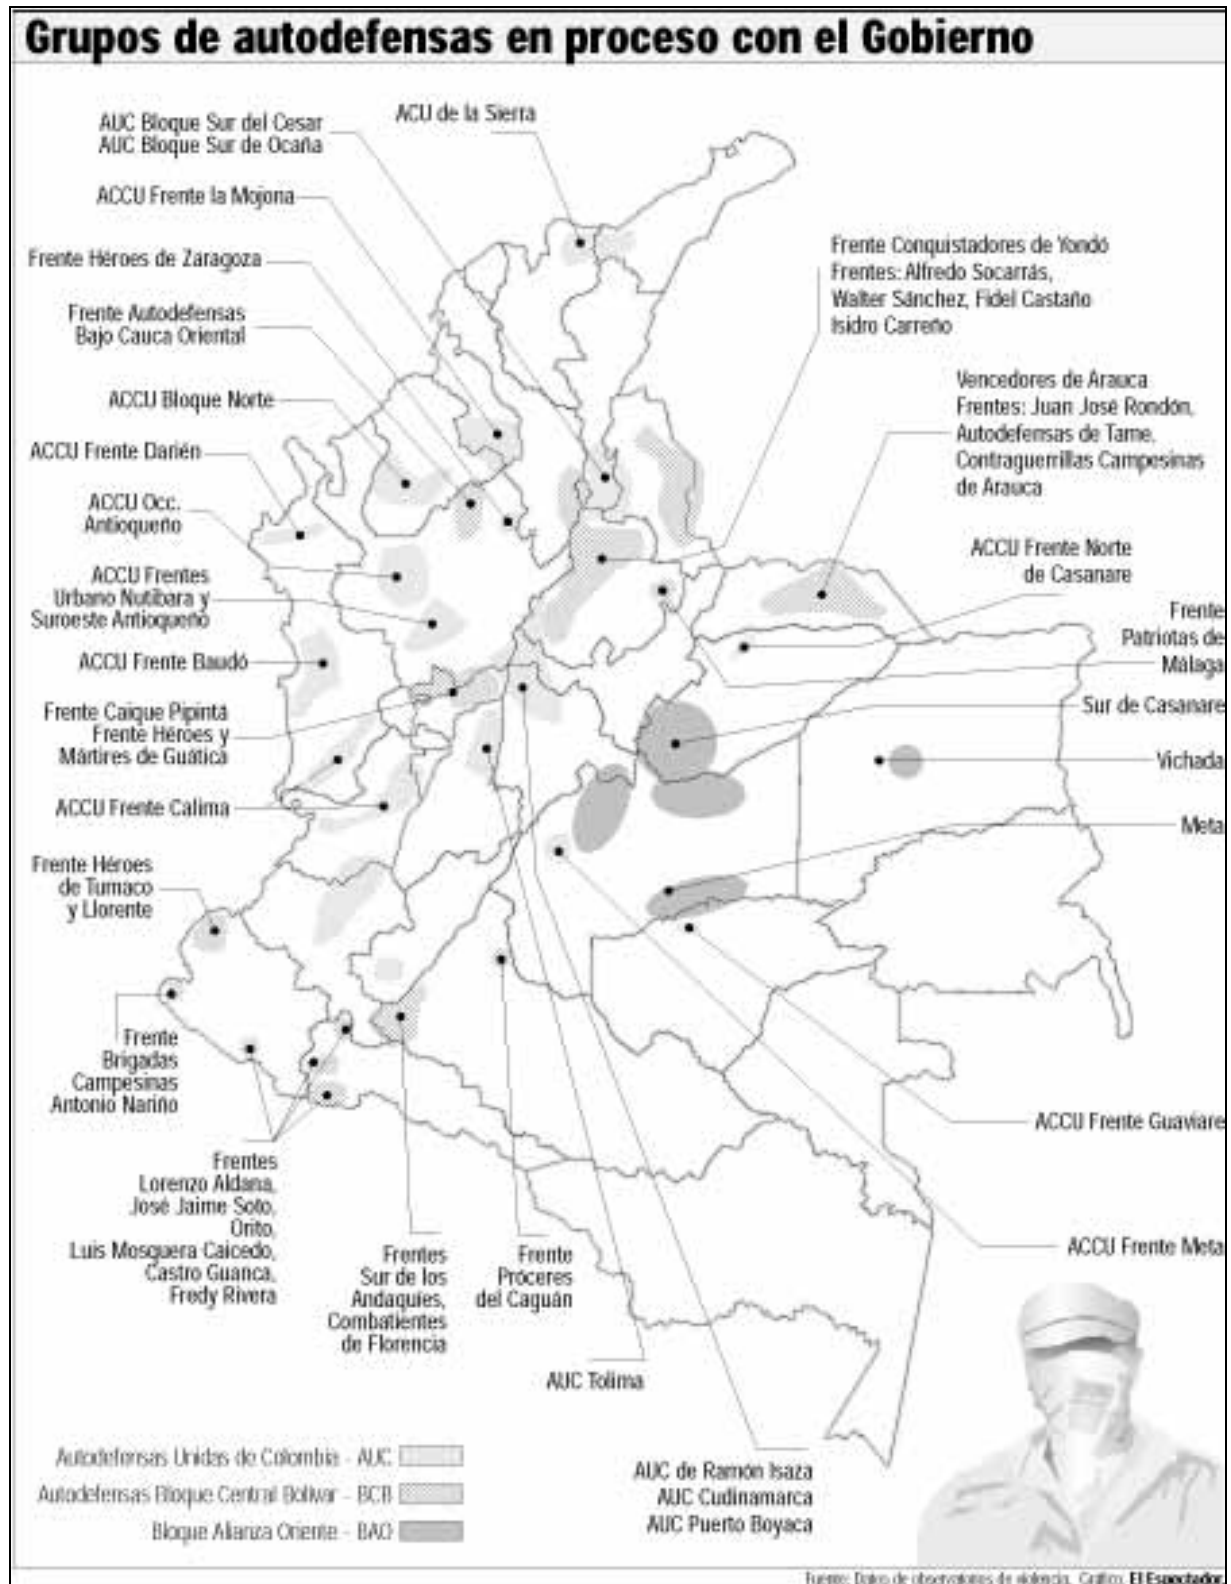 Grupos de autodefensas en proceso con el Gobierno
AUC Bloque Sur del Cesar
AUC Bloque Sur de Ocaña
ACU de la Sierra
ACCU Frente la Mojona
Frente Héroes de Zaragoza
Frente Autodefensas
Bajo Cauca Oriental
ACCU Bloque Norte
ACCU Frente Darién
ACCU Occ.
Antioqueño
ACCU Frentes
Urbano Nutibara y
Suroeste Antioqueño
ACCU Frente Baudó
Frente Caique Pipintá
Frente Héroes y
Mártires de Guática
ACCU Frente Calima
Frente Héroes
de Tumaco
y Llorente
Frente
Brigadas
Campesinas
Antonio Nariño
Frentes
Lorenzo Aldana,
José Jaime Soto,
Orito,
Luis Mosquera Caicedo,
Castro Guanca,
Fredy Rivera
Frentes
Sur de los
Andaquíes,
Combatientes
de Florencia
Frente
Próceres
del Caguán
AUC Tolima
AUC de Ramón Isaza
AUC Cudinamarca
AUC Puerto Boyaca
Frente Conquistadores de Yondó
Frentes: Alfredo Socarrás,
Walter Sánchez, Fidel Castaño
Isidro Carreño
Vencedores de Arauca
Frentes: Juan José Rondón,
Autodefensas de Tame,
Contraguerrillas Campesinas
de Arauca
ACCU Frente Norte
de Casanare
Frente
Patriotas de
Málaga
Sur de Casanare
Vichada
Meta
ACCU Frente Guaviare
ACCU Frente Meta
Autodefensas Unidas de Colombia - AUC
Autodefensas Bloque Central Bolívar - BCB
Bloque Alianza Oriente - BAO
Fuente: Datos de observatorios de violencia. Gráfico: El Espectador